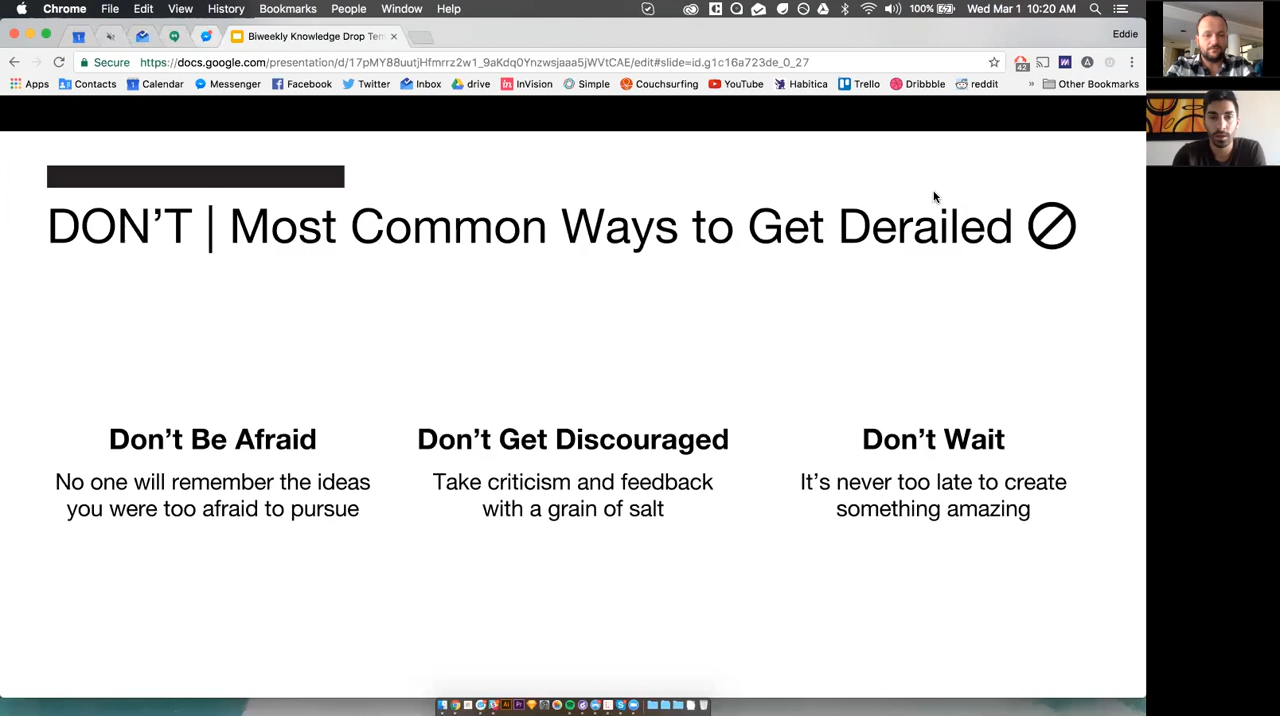 Chrome File Edit View History Bookmarks People Window Help 100% Wed Mar 1 10:20 AM
Biweekly Knowledge Drop Tem
Eddie
Secure https://docs.google.com/presentation/d/17pMY88uutjHfmrrz2w1_9aKdq0Ynzwsjaaa5jWVtCAE/edit#slide=id.g1c16a723de_0_27
42
Apps Contacts Calendar Messenger Facebook Twitter Inbox drive InVision Simple Couchsurfing YouTube Habitica Trello Dribbble reddit » Other Bookmarks
DON’T | Most Common Ways to Get Derailed
Don’t Be Afraid
No one will remember the ideas
you were too afraid to pursue
Don’t Get Discouraged
Take criticism and feedback
with a grain of salt
Don’t Wait
It’s never too late to create
something amazing